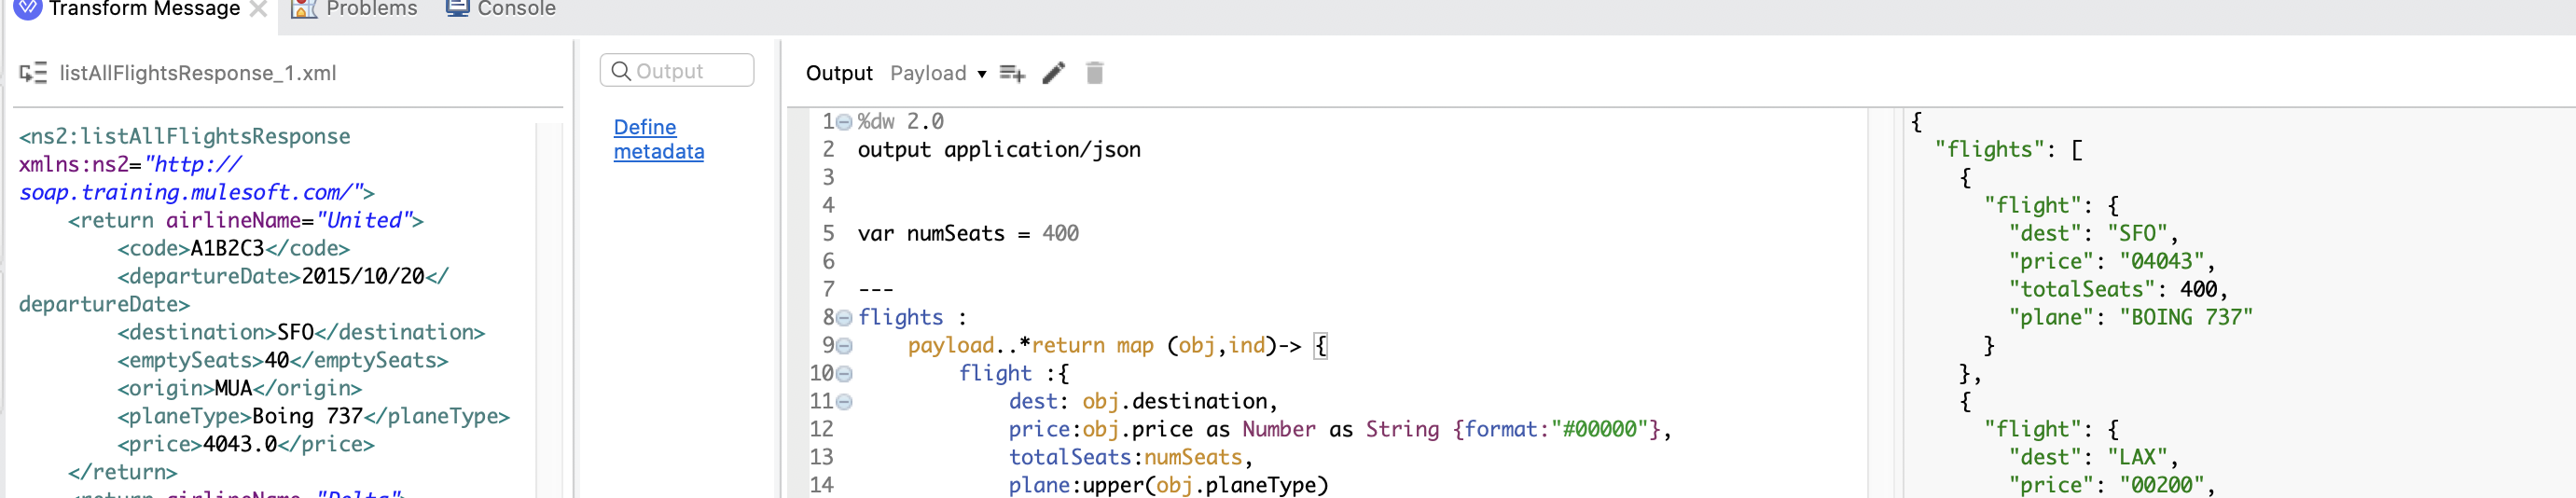 Transform Message
Problems
Console
listAllFlightsResponse_1.xml
<ns2:listAllFlightsResponse
xmlns:ns2="http://
soap.training.mulesoft.com/">
<return airlineName="United">
<code>A1B2C3</code>
<departureDate>2015/10/20</
departureDate>
<destination>SFO</destination>
<emptySeats>40</emptySeats>
<origin>MUA</origin>
<planeType>Boing 737</planeType>
<price>4043.0</price>
</return>
<return airlineName="Delta">
Output
Define
metadata
Output Payload
1 %dw 2.0
2 output application/json
3
4
5 var numSeats = 400
6
7 ---
8 flights :
9 payload..*return map (obj,ind)-> {
10 flight :{
11 dest: obj.destination,
12 price:obj.price as Number as String {format:"#00000"},
13 totalSeats:numSeats,
14 plane:upper(obj.planeType)
{
"flights": [
{
"flight": {
"dest": "SFO",
"price": "04043",
"totalSeats": 400,
"plane": "BOING 737"
}
},
{
"flight": {
"dest": "LAX",
"price": "00200",